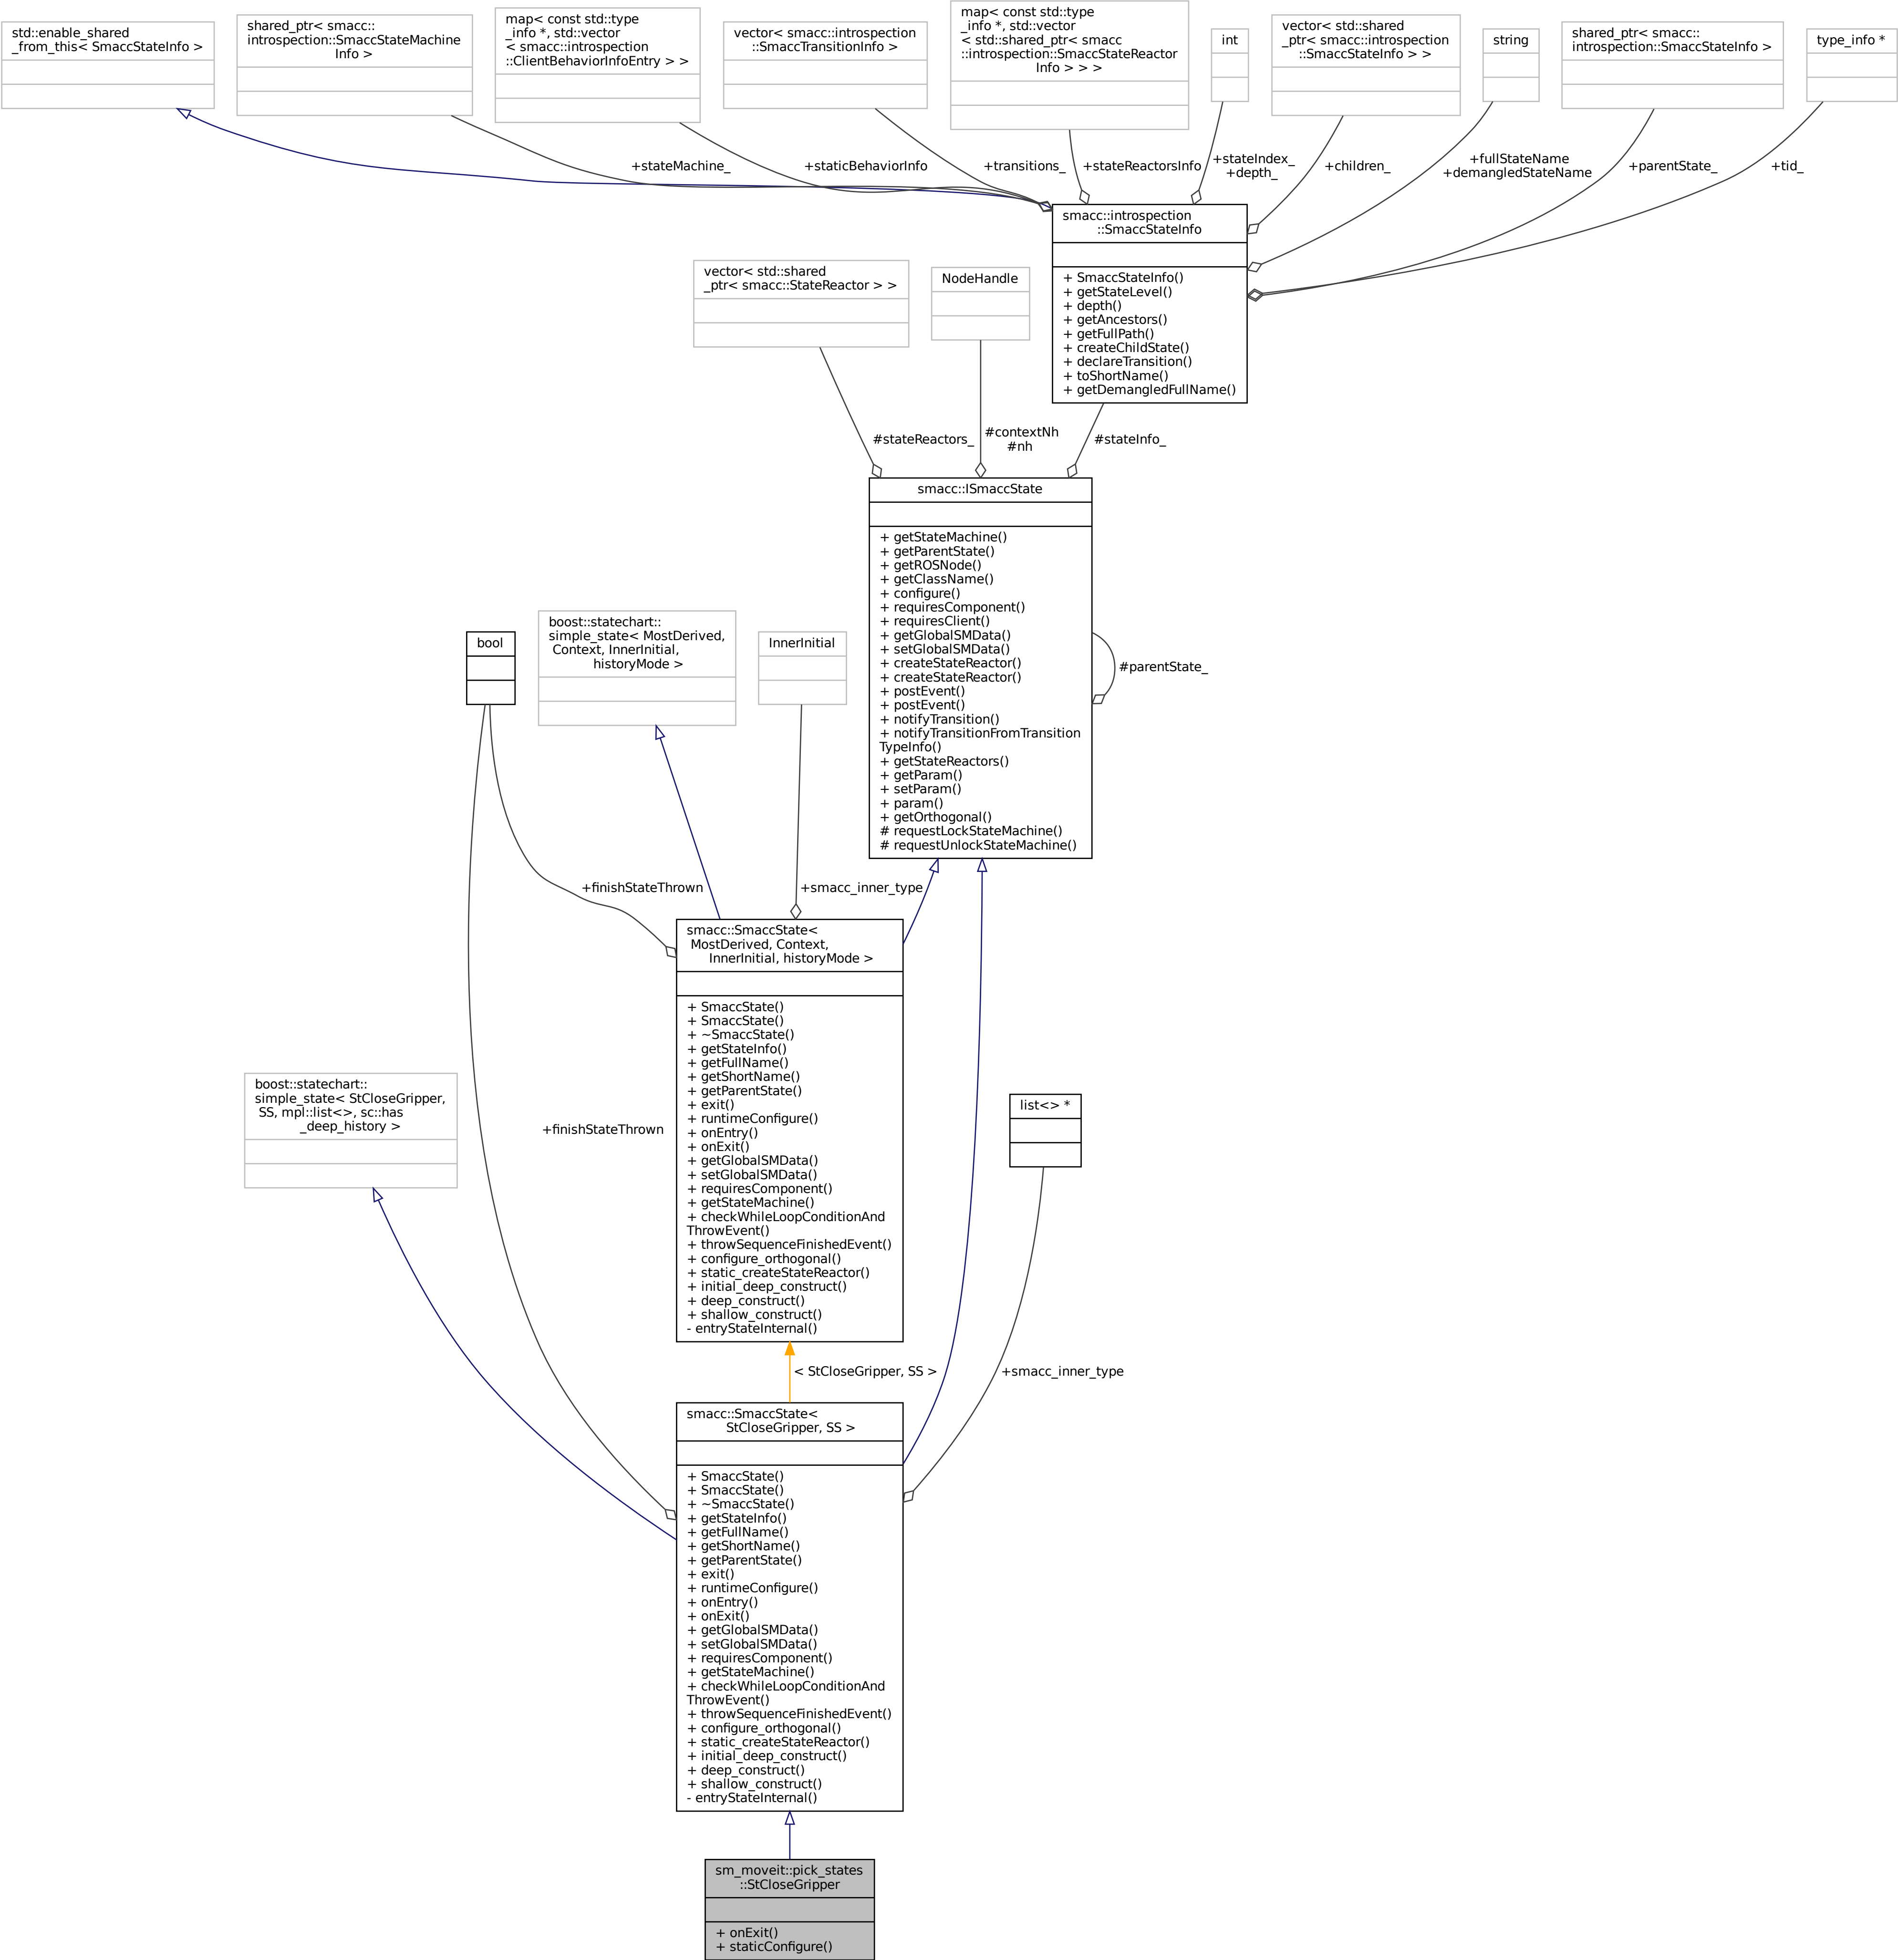 std::enable_shared
_from_this< SmaccStateInfo >
shared_ptr< smacc::
introspection::SmaccStateMachine
Info >
map< const std::type
_info *, std::vector
< smacc::introspection
::ClientBehaviorInfoEntry > >
vector< smacc::introspection
::SmaccTransitionInfo >
map< const std::type
_info *, std::vector
< std::shared_ptr< smacc
::introspection::SmaccStateReactor
Info > > >
int
vector< std::shared
_ptr< smacc::introspection
::SmaccStateInfo > >
string
shared_ptr< smacc::
introspection::SmaccStateInfo >
type_info *
+stateMachine_
+staticBehaviorInfo
+transitions_
+stateReactorsInfo
+stateIndex_
+depth_
+children_
+fullStateName
+demangledStateName
+parentState_
+tid_
smacc::introspection
::SmaccStateInfo
+ SmaccStateInfo()
+ getStateLevel()
+ depth()
+ getAncestors()
+ getFullPath()
+ createChildState()
+ declareTransition()
+ toShortName()
+ getDemangledFullName()
vector< std::shared
_ptr< smacc::StateReactor > >
NodeHandle
#stateReactors_
#contextNh
#nh
#stateInfo_
smacc::ISmaccState
+ getStateMachine()
+ getParentState()
+ getROSNode()
+ getClassName()
+ configure()
+ requiresComponent()
+ requiresClient()
+ getGlobalSMData()
+ setGlobalSMData()
+ createStateReactor()
+ createStateReactor()
+ postEvent()
+ postEvent()
+ notifyTransition()
+ notifyTransitionFromTransition
TypeInfo()
+ getStateReactors()
+ getParam()
+ setParam()
+ param()
+ getOrthogonal()
# requestLockStateMachine()
# requestUnlockStateMachine()
#parentState_
bool
boost::statechart::
simple_state< MostDerived,
Context, InnerInitial,
historyMode >
InnerInitial
+finishStateThrown
+smacc_inner_type
smacc::SmaccState<
MostDerived, Context,
InnerInitial, historyMode >
+ SmaccState()
+ SmaccState()
+ ~SmaccState()
+ getStateInfo()
+ getFullName()
+ getShortName()
+ getParentState()
+ exit()
+ runtimeConfigure()
+ onEntry()
+ onExit()
+ getGlobalSMData()
+ setGlobalSMData()
+ requiresComponent()
+ getStateMachine()
+ checkWhileLoopConditionAnd
ThrowEvent()
+ throwSequenceFinishedEvent()
+ configure_orthogonal()
+ static_createStateReactor()
+ initial_deep_construct()
+ deep_construct()
+ shallow_construct()
- entryStateInternal()
boost::statechart::
simple_state< StCloseGripper,
SS, mpl::list<>, sc::has
_deep_history >
+finishStateThrown
list<> *
< StCloseGripper, SS >
+smacc_inner_type
smacc::SmaccState<
StCloseGripper, SS >
+ SmaccState()
+ SmaccState()
+ ~SmaccState()
+ getStateInfo()
+ getFullName()
+ getShortName()
+ getParentState()
+ exit()
+ runtimeConfigure()
+ onEntry()
+ onExit()
+ getGlobalSMData()
+ setGlobalSMData()
+ requiresComponent()
+ getStateMachine()
+ checkWhileLoopConditionAnd
ThrowEvent()
+ throwSequenceFinishedEvent()
+ configure_orthogonal()
+ static_createStateReactor()
+ initial_deep_construct()
+ deep_construct()
+ shallow_construct()
- entryStateInternal()
sm_moveit::pick_states
::StCloseGripper
+ onExit()
+ staticConfigure()